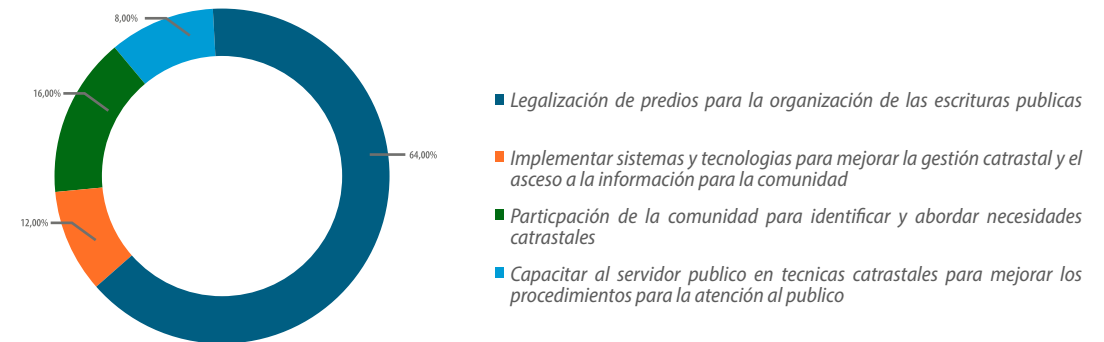 8,00%
16,00%
64,00%
12,00%
Legalización de predios para la organización de las escrituras publicas
Implementar sistemas y tecnologias para mejorar la gestión catrastal y el
asceso a la información para la comunidad
Particpación de la comunidad para identificar y abordar necesidades
catrastales
Capacitar al servidor publico en tecnicas catrastales para mejorar los
procedimientos para la atención al publico